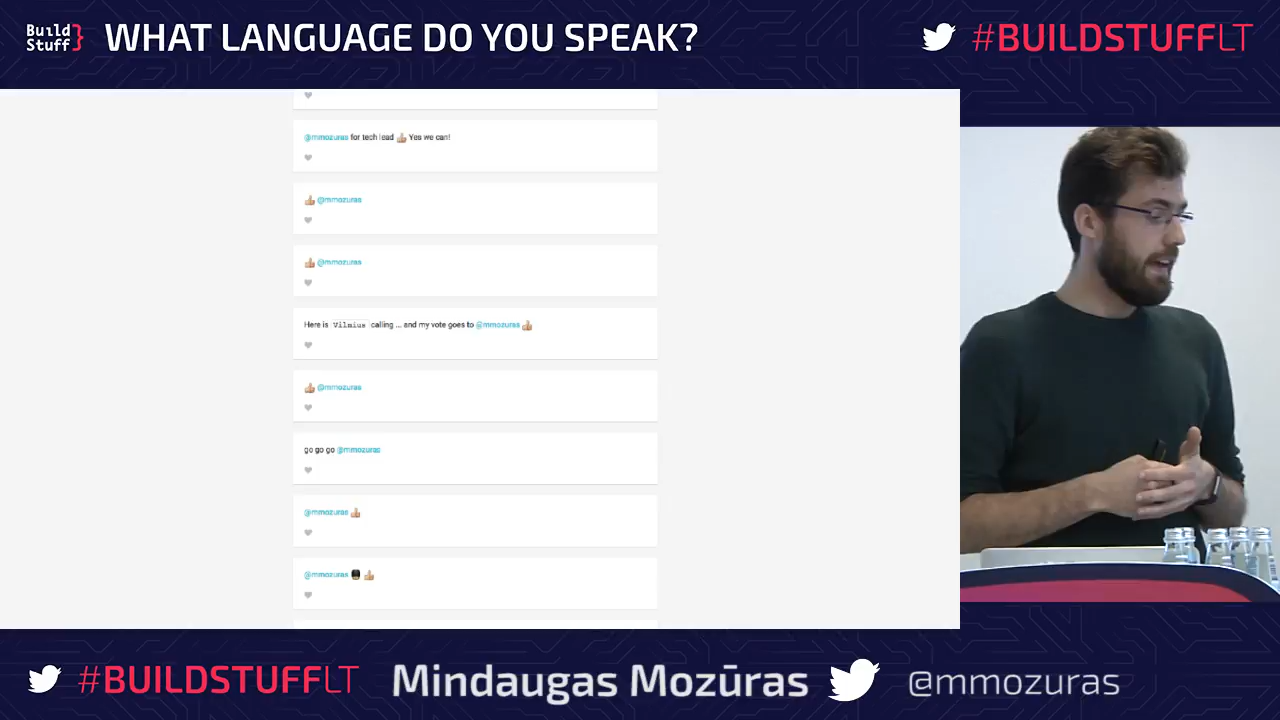 Build
Stuff}
WHAT LANGUAGE DO YOU SPEAK?
#BUILDSTUFFLT
@mmozuras for tech lead 👍 Yes we can!
👍 @mmozuras
👍 @mmozuras
Here is Vilnius calling ... and my vote goes to @mmozuras 👍
👍 @mmozuras
go go go @mmozuras
@mmozuras 👍
@mmozuras 👍
#BUILDSTUFFLT
Mindaugas Mozūras
@mmozuras